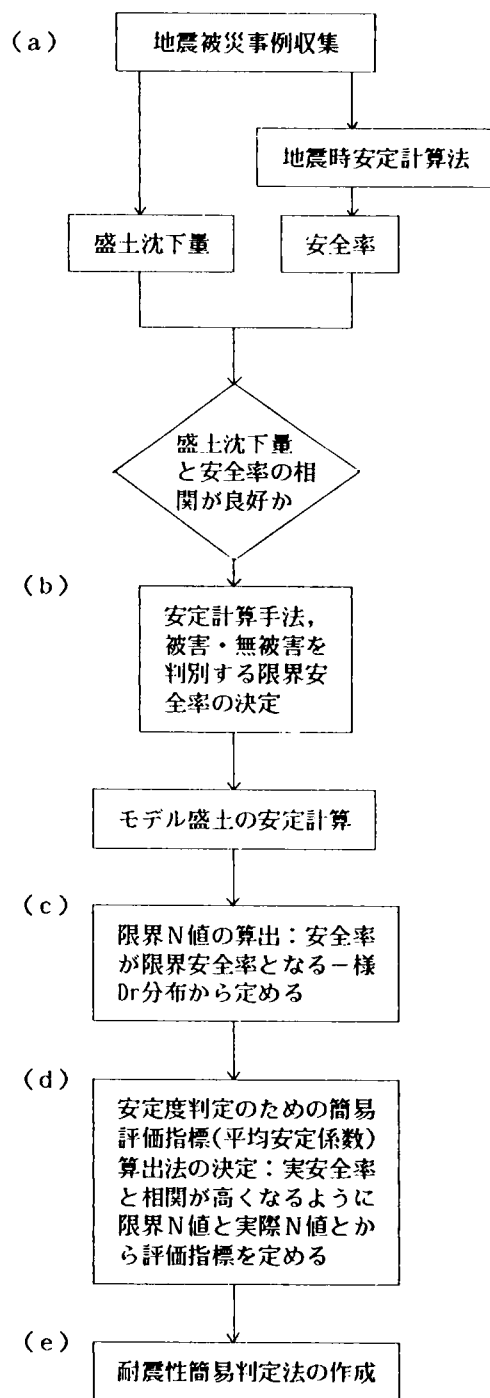 (a)
地震被災事例収集
地震時安定計算法
盛土沈下量
安全率
盛土沈下量
と安全率の相
関が良好か
(b)
安定計算手法,
被害・無被害を
判別する限界安
全率の決定
モデル盛土の安定計算
(c)
限界N値の算出：安全率
が限界安全率となる一様
Dr分布から定める
(d)
安定度判定のための簡易
評価指標(平均安定係数)
算出法の決定：実安全率
と相関が高くなるように
限界N値と実際N値とか
ら評価指標を定める
(e)
耐震性簡易判定法の作成